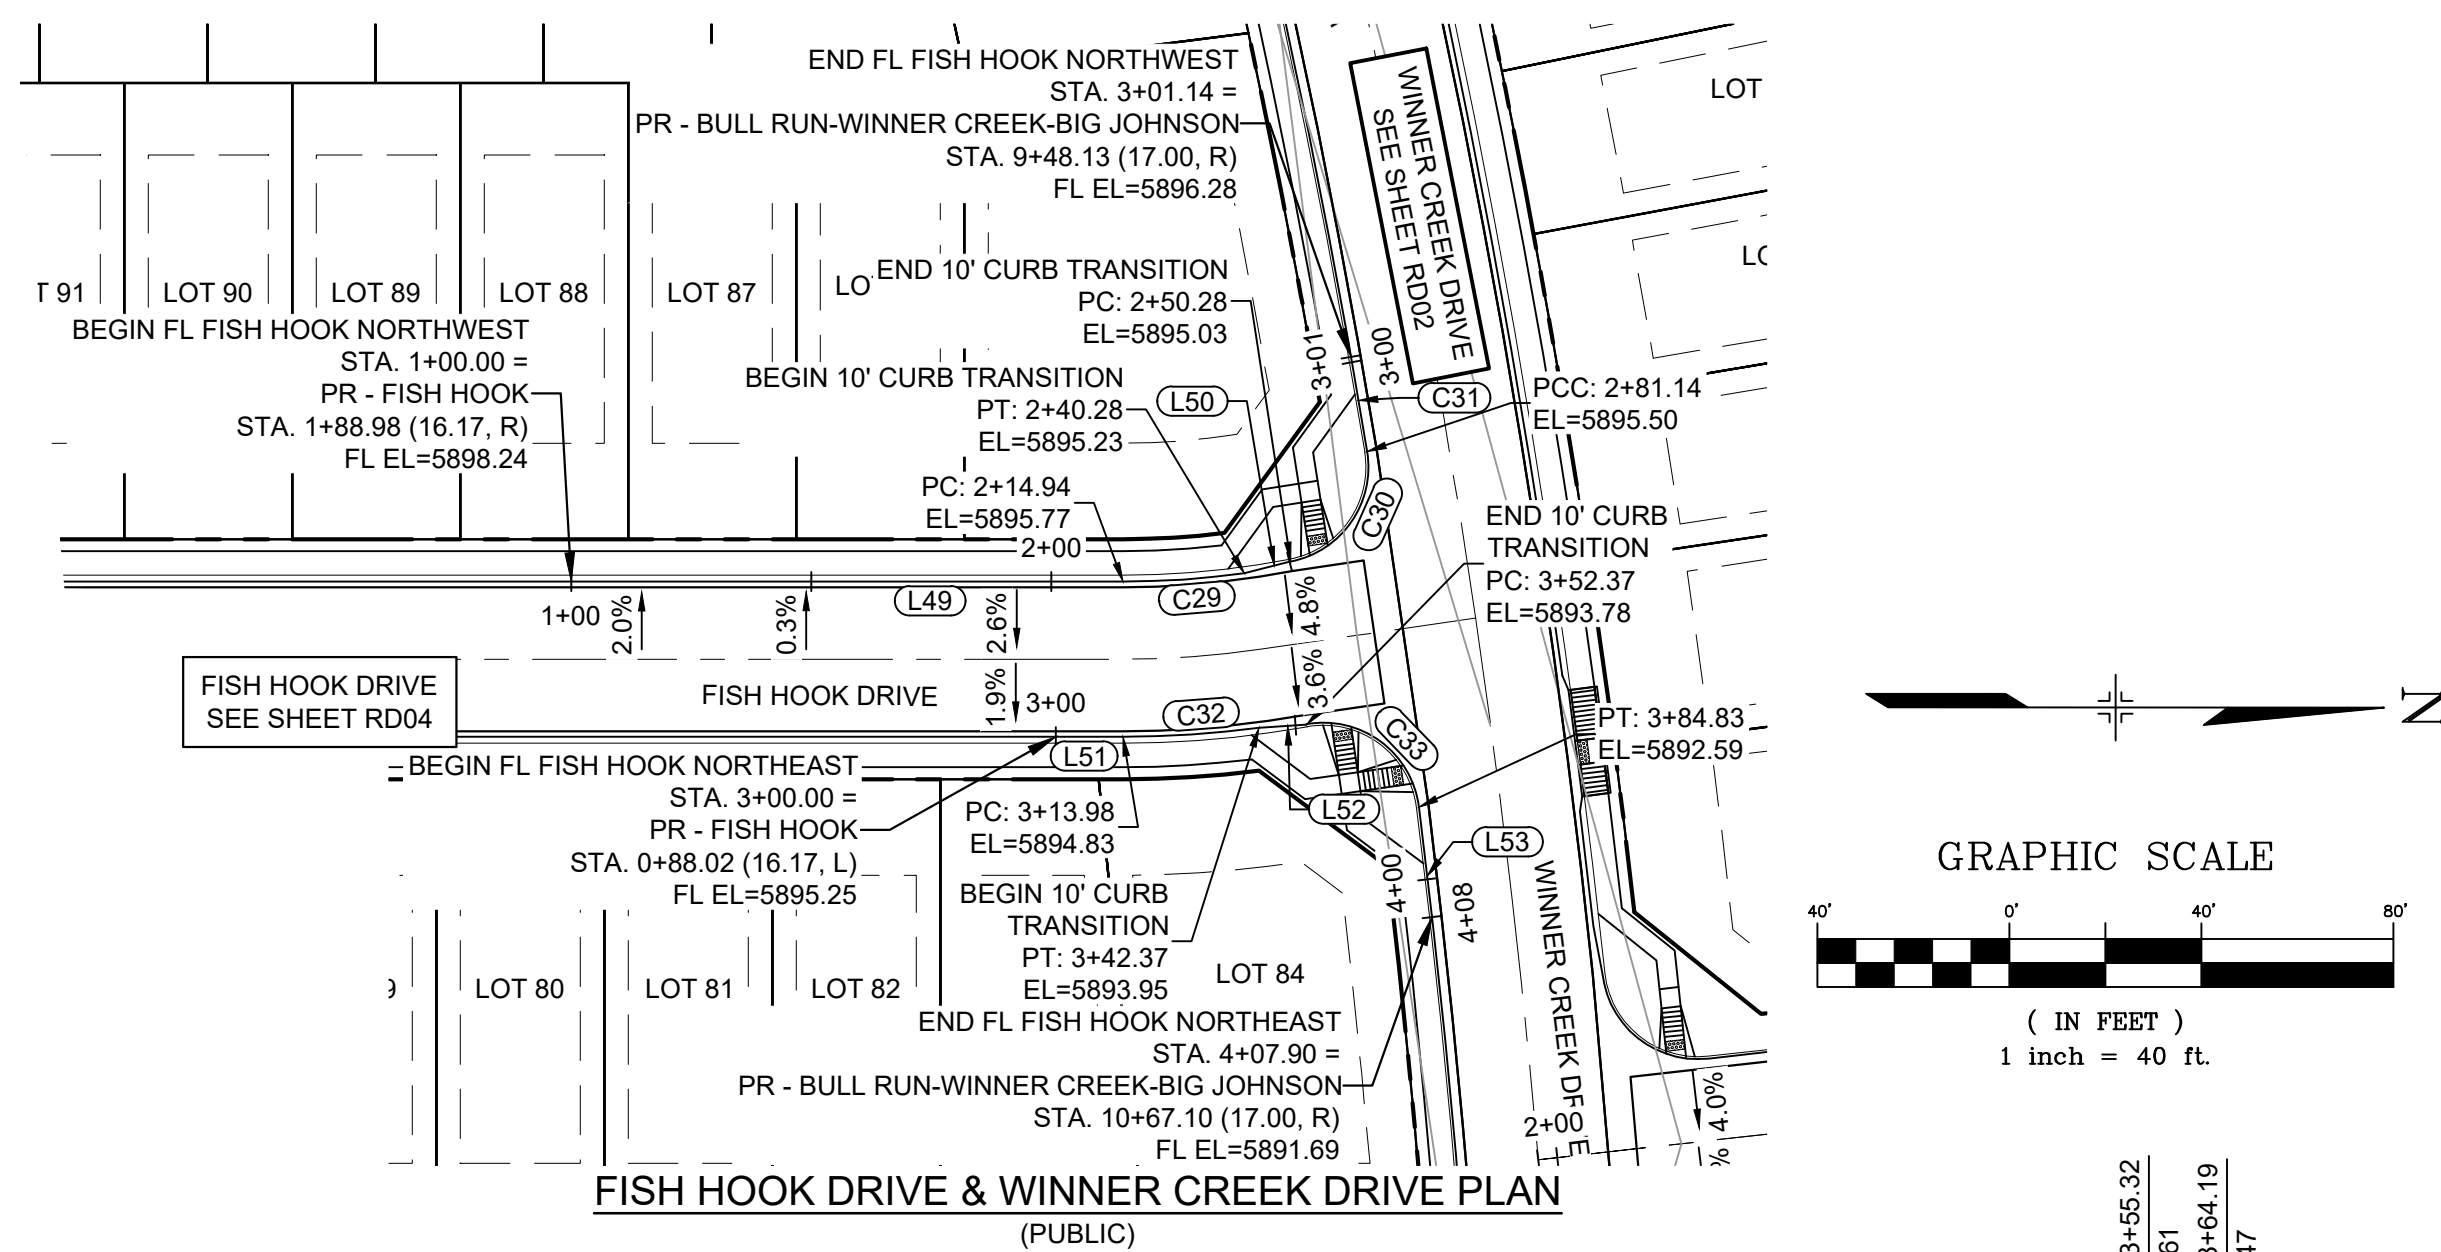 END FL FISH HOOK NORTHWEST
STA. 3+01.14 =
PR - BULL RUN-WINNER CREEK-BIG JOHNSON
STA. 9+48.13 (17.00, R)
FL EL=5896.28
WINNER CREEK DRIVE
SEE SHEET RD02
LOT
LOT 90
LOT 89
LOT 88
LOT 87
END 10' CURB TRANSITION
PC: 2+50.28
EL=5895.03
BEGIN FL FISH HOOK NORTHWEST
STA. 1+00.00 =
PR - FISH HOOK
STA. 1+88.98 (16.17, R)
FL EL=5898.24
BEGIN 10' CURB TRANSITION
PT: 2+40.28
EL=5895.23
L50
3+01
3+00
C31
PCC: 2+81.14
EL=5895.50
PC: 2+14.94
EL=5895.77
2+00
C30
END 10' CURB
TRANSITION
PC: 3+52.37
EL=5893.78
1+00
2.0%
0.3%
L49
2.6%
C29
4.8%
FISH HOOK DRIVE
SEE SHEET RD04
FISH HOOK DRIVE
1.9%
3+00
C32
3.6%
C33
PT: 3+84.83
EL=5892.59
L51
BEGIN FL FISH HOOK NORTHEAST
STA. 3+00.00 =
PR - FISH HOOK
STA. 0+88.02 (16.17, L)
FL EL=5895.25
PC: 3+13.98
EL=5894.83
L52
L53
4+00
4+08
WINNER CREEK DRIVE
BEGIN 10' CURB
TRANSITION
PT: 3+42.37
EL=5893.95
LOT 80
LOT 81
LOT 82
LOT 84
END FL FISH HOOK NORTHEAST
STA. 4+07.90 =
PR - BULL RUN-WINNER CREEK-BIG JOHNSON
STA. 10+67.10 (17.00, R)
FL EL=5891.69
2+00
4.0%
N
GRAPHIC SCALE
40' 0' 40' 80'
( IN FEET )
1 inch = 40 ft.
FISH HOOK DRIVE & WINNER CREEK DRIVE PLAN
(PUBLIC)